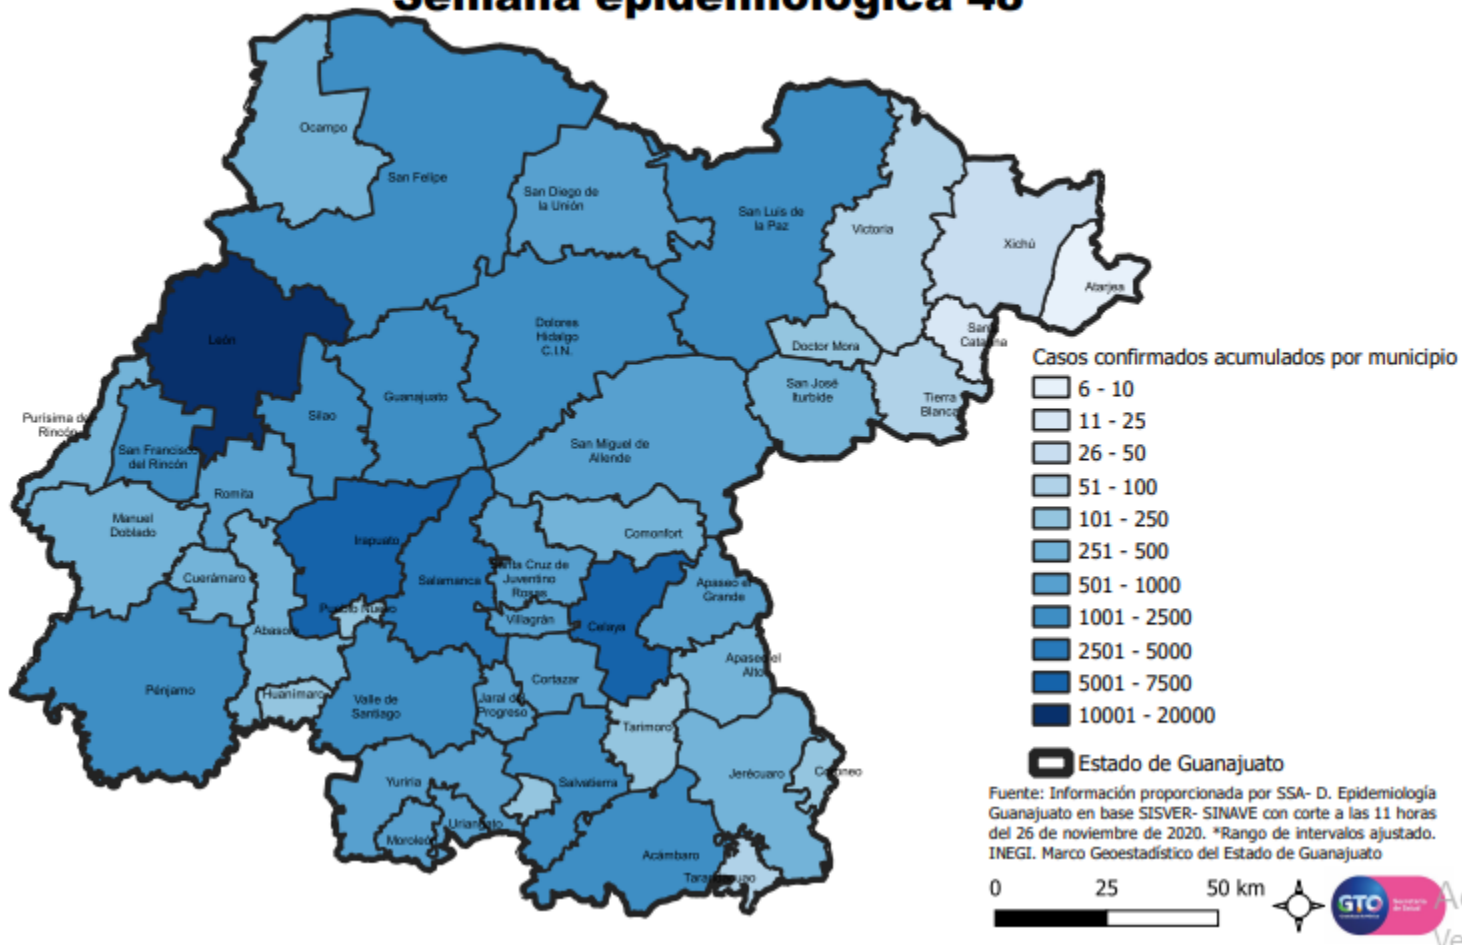 Semana epidemiológica 48
Ocampo
San Felipe
San Diego de
la Unión
San Luis de
la Paz
Victoria
Xichú
Atarjea
León
Dolores
Hidalgo
C.I.N.
Doctor Mora
Santa
Catarina
San José
Iturbide
Tierra
Blanca
Guanajuato
Silao
Purísima del
Rincón
San Francisco
del Rincón
San Miguel de
Allende
Romita
Manuel
Doblado
Irapuato
Comonfort
Cuerámaro
Salamanca
Santa Cruz de
Juventino
Rosas
Apaseo el
Grande
Pueblo Nuevo
Villagrán
Celaya
Abasolo
Apaseo el
Alto
Pénjamo
Huanímaro
Valle de
Santiago
Cortazar
Jaral del
Progreso
Tarimoro
Yuriria
Salvatierra
Jerécuaro
Coroneo
Uriangato
Moroleón
Acámbaro
Tarandacuao
Casos confirmados acumulados por municipio
6 - 10
11 - 25
26 - 50
51 - 100
101 - 250
251 - 500
501 - 1000
1001 - 2500
2501 - 5000
5001 - 7500
10001 - 20000
Estado de Guanajuato
Fuente: Información proporcionada por SSA- D. Epidemiología
Guanajuato en base SISVER- SINAVE con corte a las 11 horas
del 26 de noviembre de 2020. *Rango de intervalos ajustado.
INEGI. Marco Geoestadístico del Estado de Guanajuato
0 25 50 km
GTO
Secretaría
de Salud